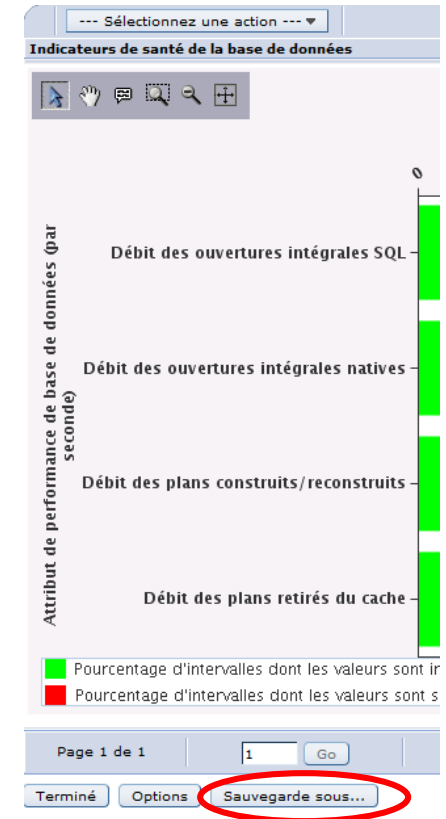 --- Sélectionnez une action ---
Indicateurs de santé de la base de données
0
Attribut de performance de base de données (par
seconde)
Débit des ouvertures intégrales SQL
Débit des ouvertures intégrales natives
Débit des plans construits/reconstruits
Débit des plans retirés du cache
Pourcentage d'intervalles dont les valeurs sont
Pourcentage d'intervalles dont les valeurs sont
Page 1 de 1
1
Go
Terminé
Options
Sauvegarde sous...